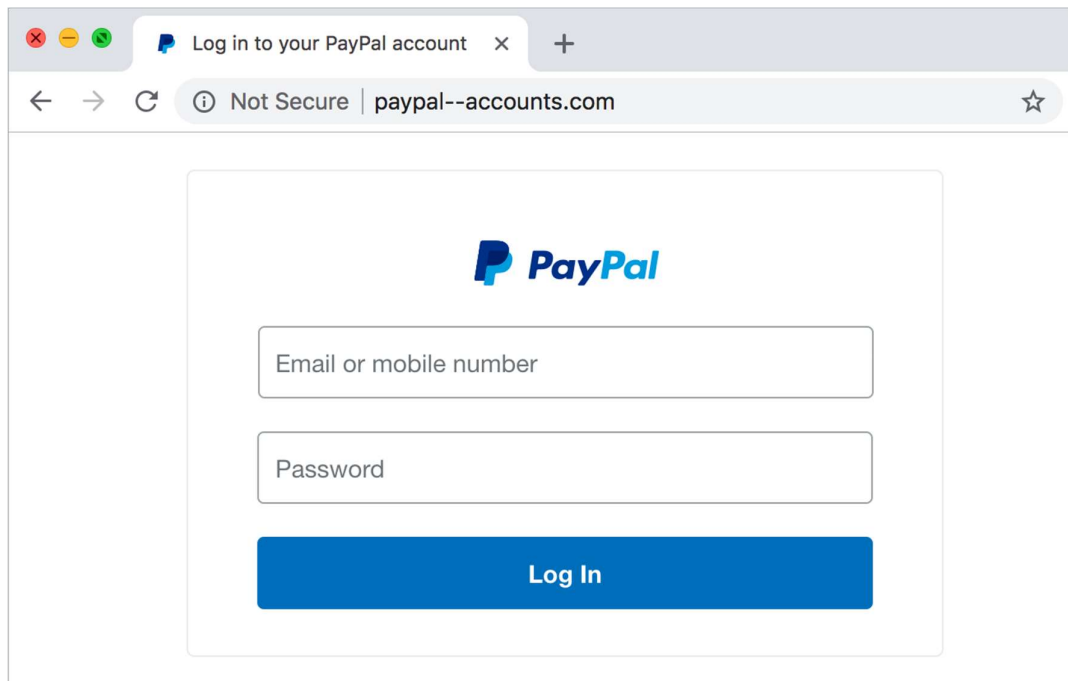 Log in to your PayPal account
Not Secure | paypal--accounts.com
PayPal
Email or mobile number
Password
Log In